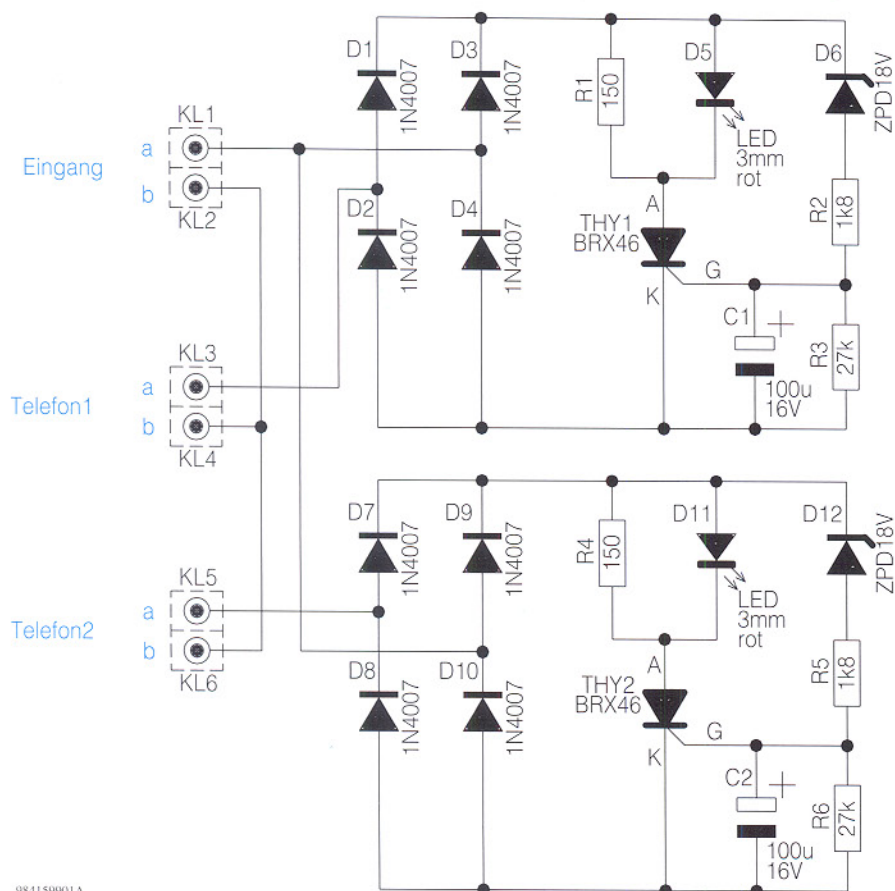 D1
D3
D5
D6
1N4007
1N4007
R1
150
LED
3mm
rot
ZPD18V
Eingang
KL1
a
b
KL2
D2
D4
1N4007
1N4007
A
THY1
BRX46
G
K
R2
1k8
C1
+
100u
16V
R3
27k
Telefon1
KL3
a
b
KL4
D7
D9
D11
D12
1N4007
1N4007
R4
150
LED
3mm
rot
ZPD18V
Telefon2
KL5
a
b
KL6
D8
D10
1N4007
1N4007
A
THY2
BRX46
G
K
R5
1k8
C2
+
100u
16V
R6
27k
984159901A